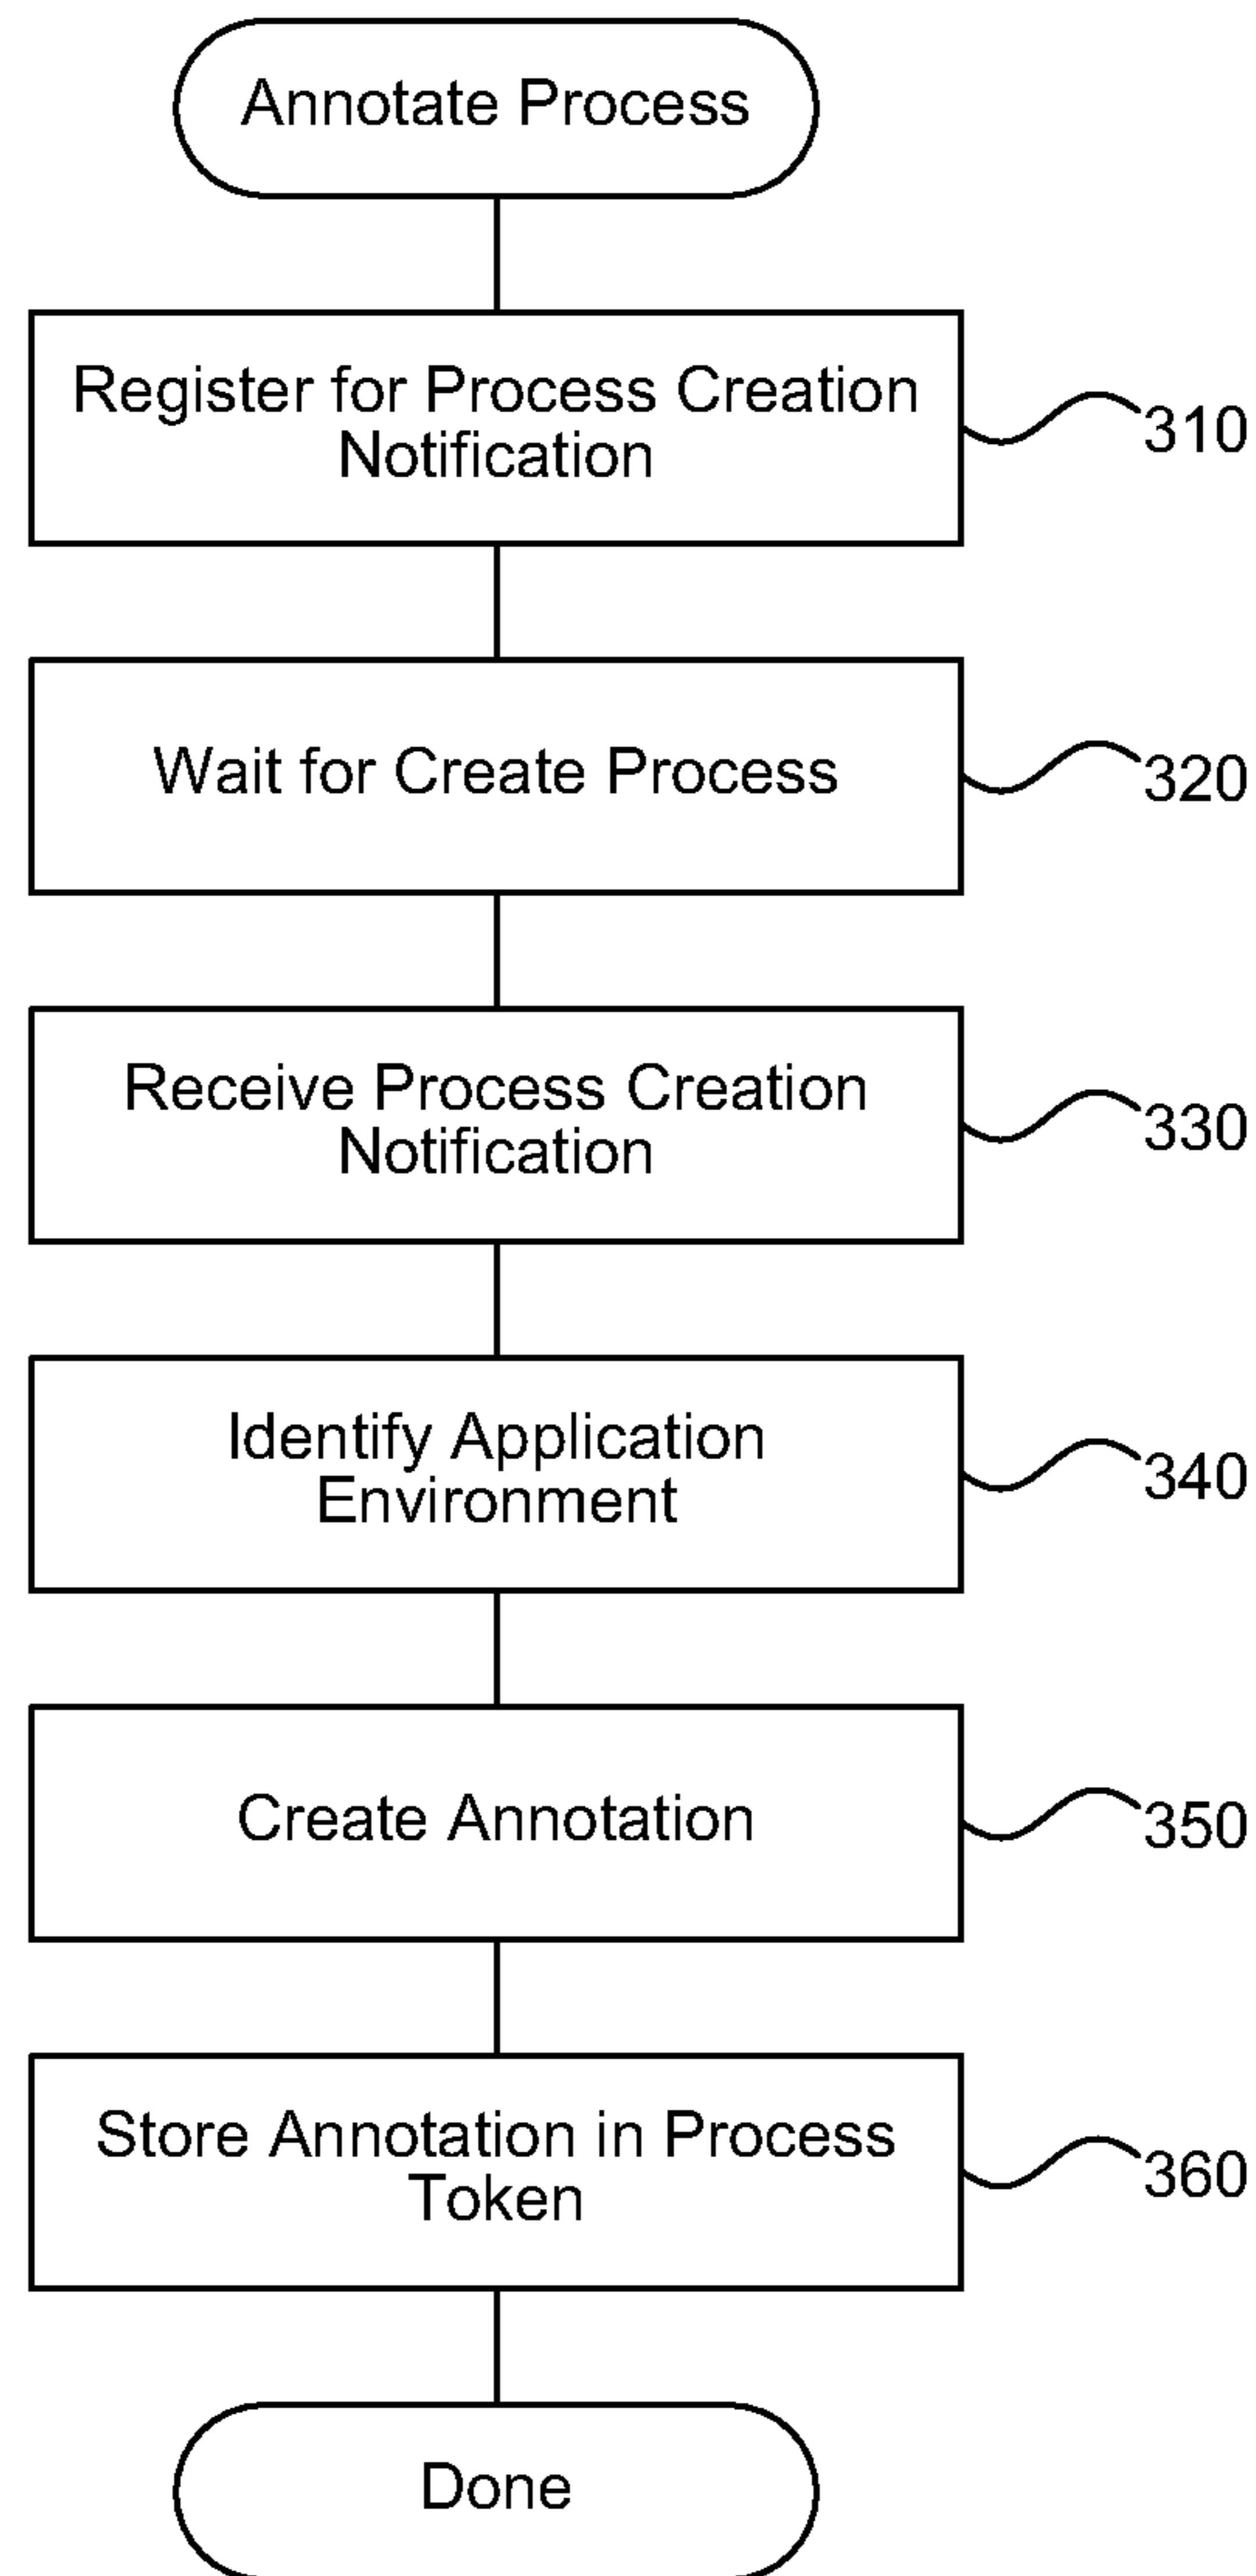 Annotate Process
Register for Process Creation
Notification
310
Wait for Create Process
320
Receive Process Creation
Notification
330
Identify Application
Environment
340
Create Annotation
350
Store Annotation in Process
Token
360
Done